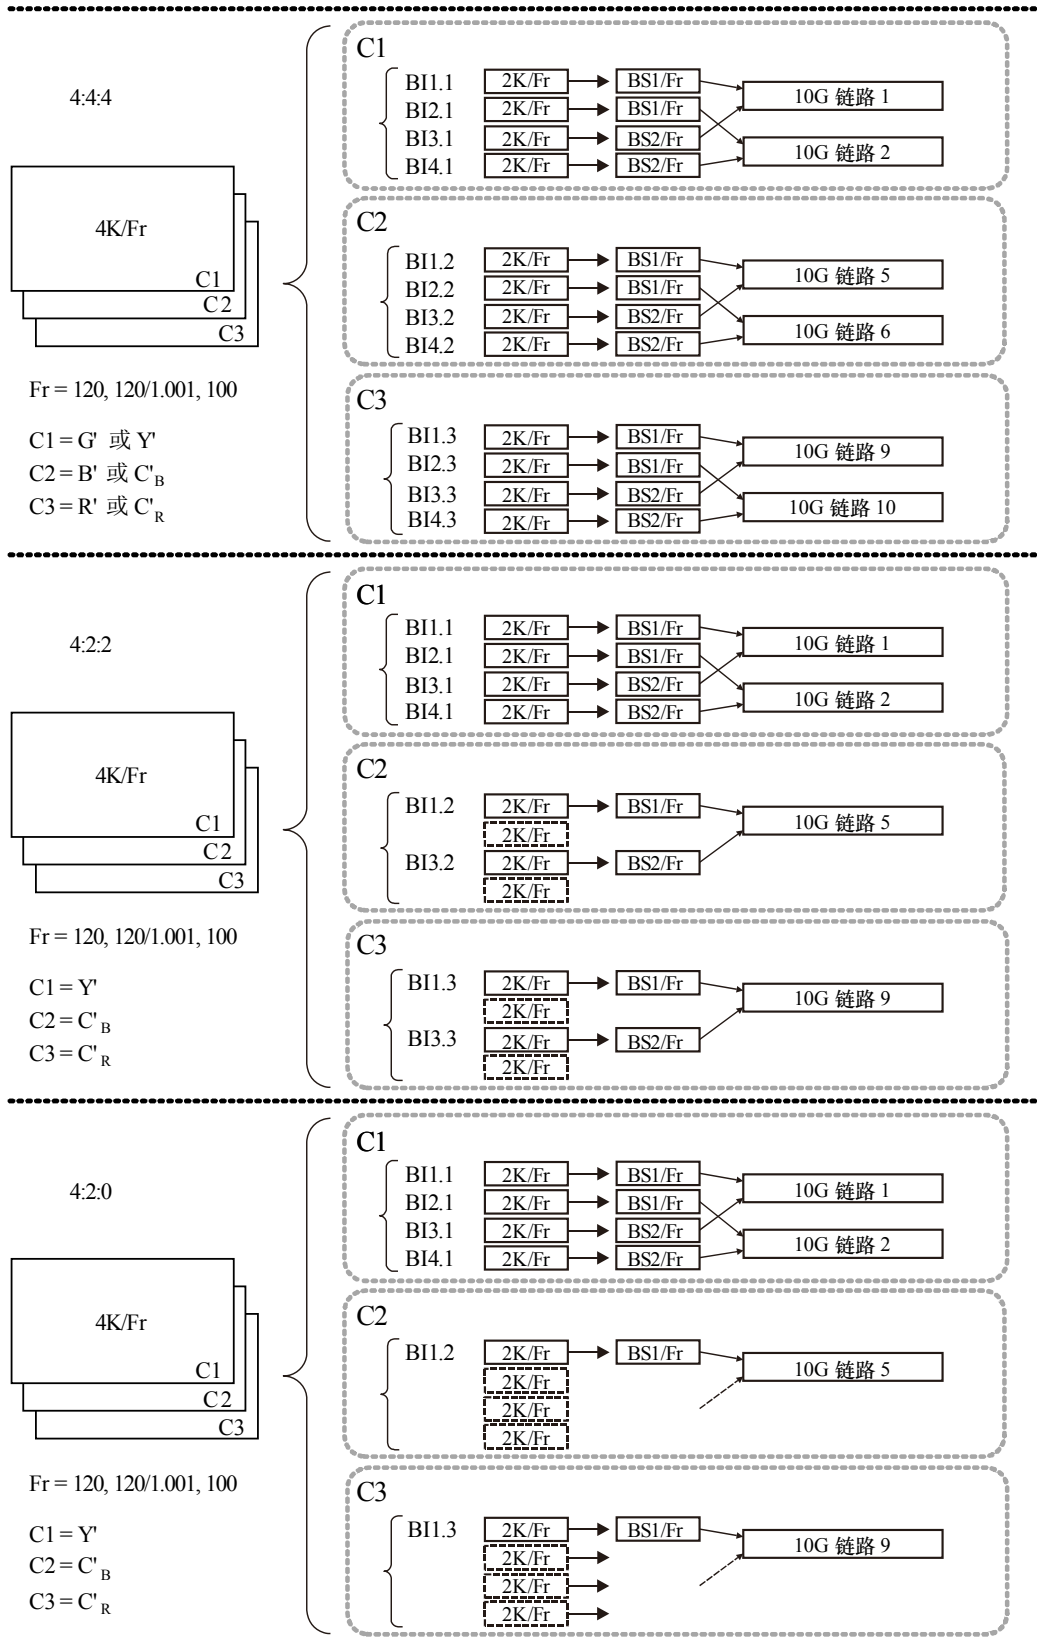 4:4:4
4K/Fr
C1
C2
C3
Fr = 120, 120/1.001, 100
C1 = G' 或 Y'
C2 = B' 或 C'B
C3 = R' 或 C'R
C1
BI1.1 2K/Fr BS1/Fr 10G 链路 1
BI2.1 2K/Fr BS1/Fr
BI3.1 2K/Fr BS2/Fr 10G 链路 2
BI4.1 2K/Fr BS2/Fr
C2
BI1.2 2K/Fr BS1/Fr 10G 链路 5
BI2.2 2K/Fr BS1/Fr
BI3.2 2K/Fr BS2/Fr 10G 链路 6
BI4.2 2K/Fr BS2/Fr
C3
BI1.3 2K/Fr BS1/Fr 10G 链路 9
BI2.3 2K/Fr BS1/Fr
BI3.3 2K/Fr BS2/Fr 10G 链路 10
BI4.3 2K/Fr BS2/Fr
4:2:2
4K/Fr
C1
C2
C3
Fr = 120, 120/1.001, 100
C1 = Y'
C2 = C'B
C3 = C'R
C1
BI1.1 2K/Fr BS1/Fr 10G 链路 1
BI2.1 2K/Fr BS1/Fr
BI3.1 2K/Fr BS2/Fr 10G 链路 2
BI4.1 2K/Fr BS2/Fr
C2
BI1.2 2K/Fr BS1/Fr 10G 链路 5
2K/Fr
BI3.2 2K/Fr BS2/Fr
2K/Fr
C3
BI1.3 2K/Fr BS1/Fr 10G 链路 9
2K/Fr
BI3.3 2K/Fr BS2/Fr
2K/Fr
4:2:0
4K/Fr
C1
C2
C3
Fr = 120, 120/1.001, 100
C1 = Y'
C2 = C'B
C3 = C'R
C1
BI1.1 2K/Fr BS1/Fr 10G 链路 1
BI2.1 2K/Fr BS1/Fr
BI3.1 2K/Fr BS2/Fr 10G 链路 2
BI4.1 2K/Fr BS2/Fr
C2
BI1.2 2K/Fr BS1/Fr 10G 链路 5
2K/Fr
2K/Fr
2K/Fr
C3
BI1.3 2K/Fr BS1/Fr 10G 链路 9
2K/Fr
2K/Fr
2K/Fr